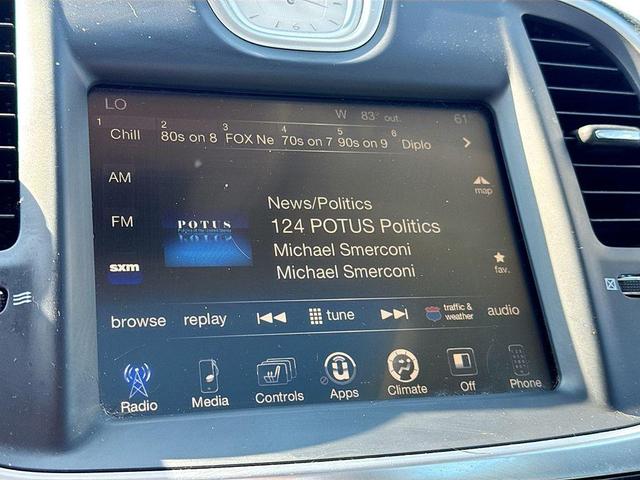 LO
W 83° out.
61
1 Chill
2 80s on 8
3 FOX Ne
4 70s on 7
5 90s on 9
6 Diplo
AM
map
News/Politics
FM
POTUS
124 POTUS Politics
Michael Smerconi
sxm
Michael Smerconi
fav.
browse
replay
tune
traffic &
weather
audio
Radio
Media
Controls
Apps
Climate
Off
Phone